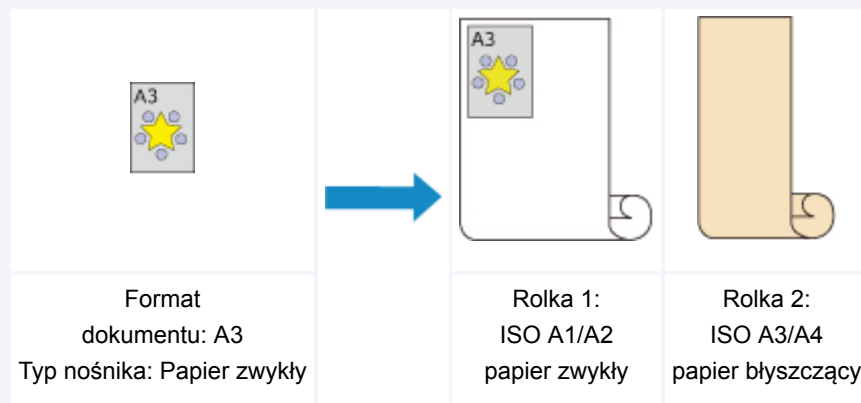 A3
A3
Format
dokumentu: A3
Typ nośnika: Papier zwykły
Rolka 1:
ISO A1/A2
papier zwykły
Rolka 2:
ISO A3/A4
papier błyszczący